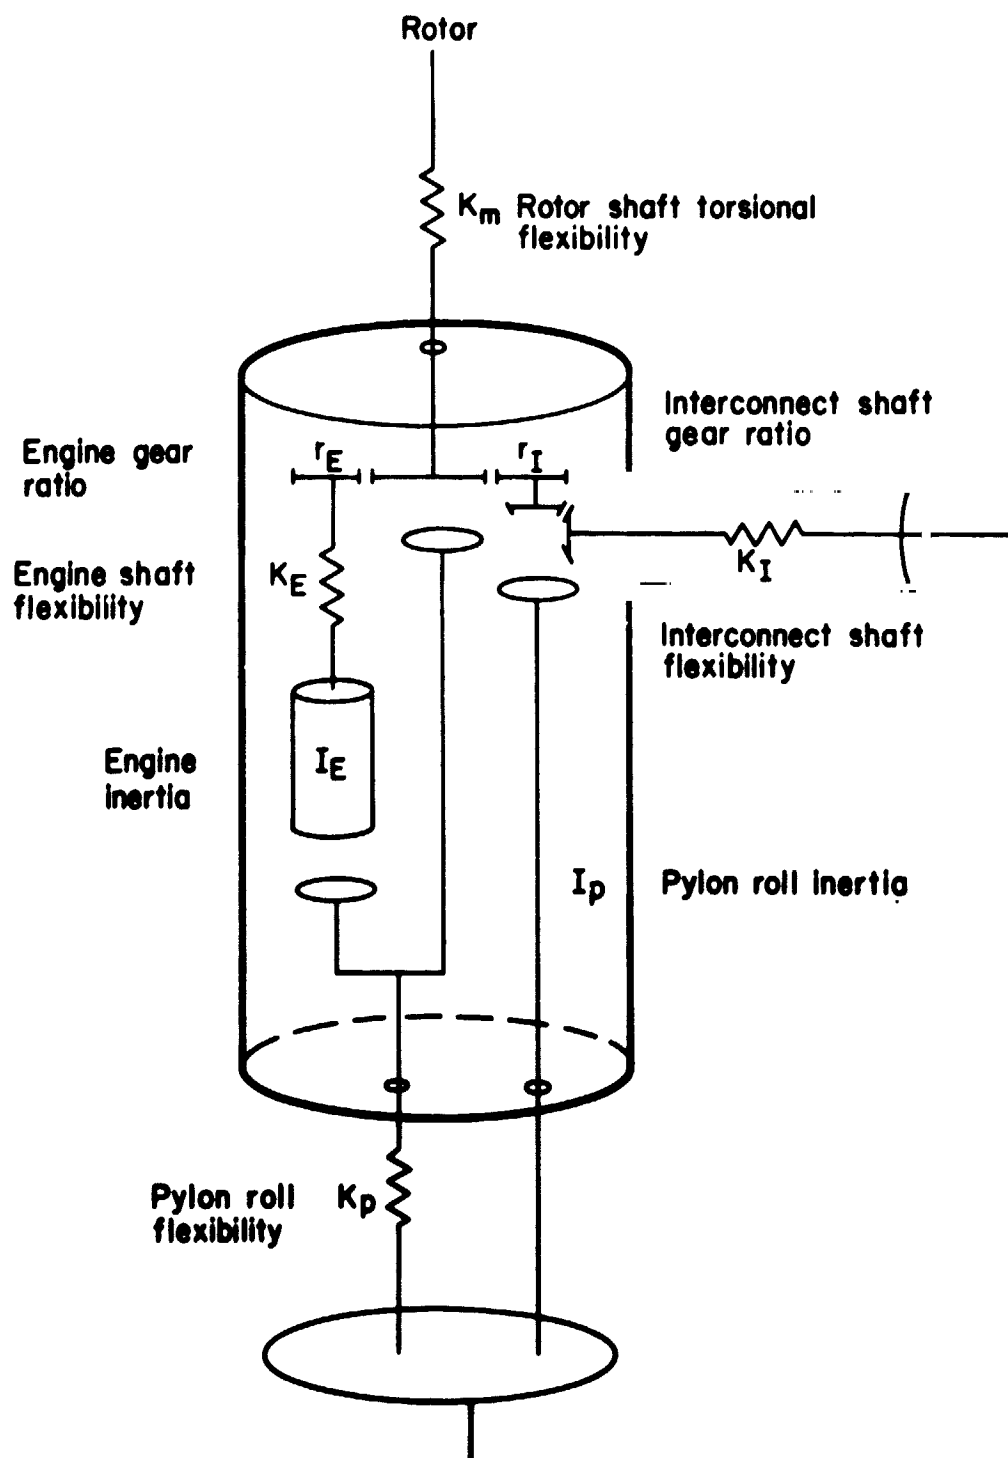 Rotor
Km Rotor shaft torsional
flexibility
Interconnect shaft
gear ratio
Engine gear
ratio
rE
rI
KI
Engine shaft
flexibility
KE
Interconnect shaft
flexibility
Engine
inertia
IE
Ip Pylon roll inertia
Pylon roll
flexibility
Kp